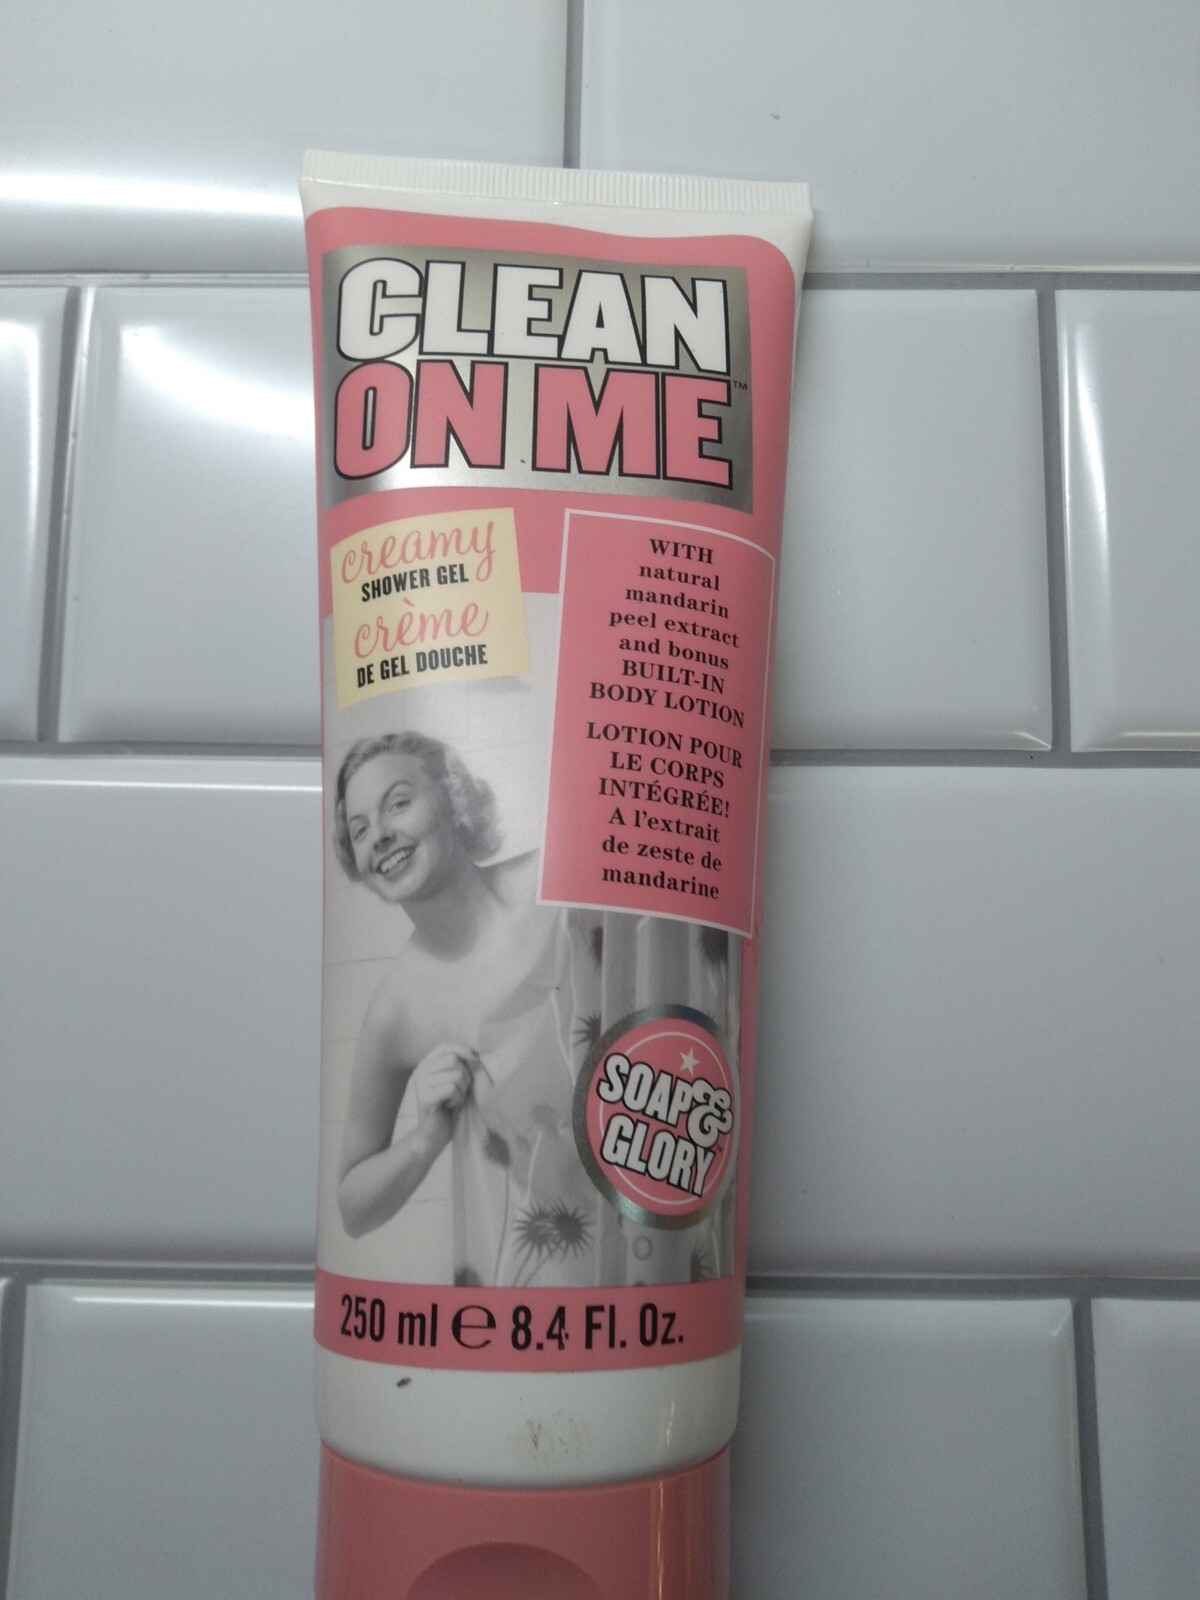 CLEAN
ON ME™
creamy
SHOWER GEL
crème
DE GEL DOUCHE
WITH
natural
mandarin
peel extract
and bonus
BUILT-IN
BODY LOTION
LOTION POUR
LE CORPS
INTÉGRÉE!
A l'extrait
de zeste de
mandarine
SOAP&
GLORY™
250 ml ℮ 8.4 Fl. Oz.